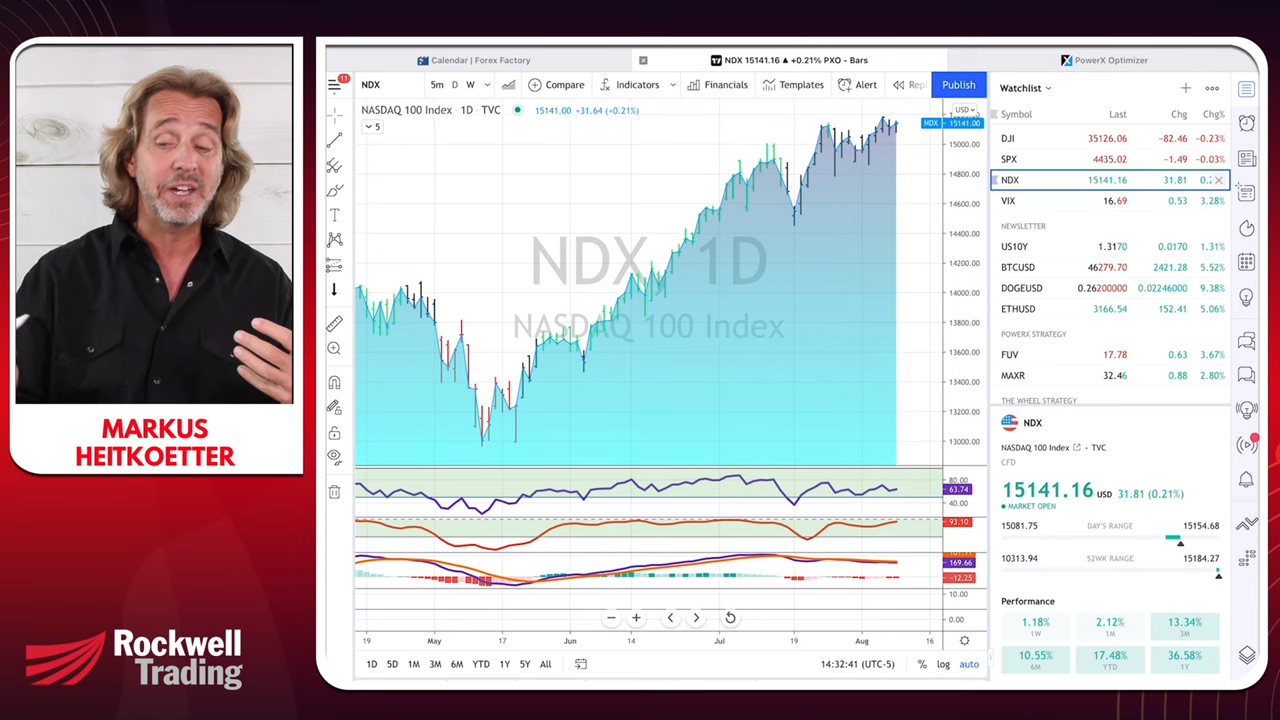 MARKUS
HEITKOETTER
Rockwell
Trading
Calendar | Forex Factory
NDX 15141.16 ▲ +0.21% PXO - Bars
PowerX Optimizer
11
NDX 5m D W Compare Indicators Financials Templates Alert Publish
NASDAQ 100 Index · 1D · TVC 15141.00 +31.64 (+0.21%)
5
USD
NDX 15141.00
15000.00
14800.00
14600.00
14400.00
14200.00
14000.00
13800.00
13600.00
13400.00
13200.00
13000.00
NDX 1D
NASDAQ 100 Index
80.00
63.74
40.00
93.10
169.66
-12.25
10.00
0.00
19 May 17 Jun 14 Jul 19 Aug 16
1D 5D 1M 3M 6M YTD 1Y 5Y All 14:32:41 (UTC-5) % log auto
Watchlist
Symbol Last Chg Chg%
DJI 35126.06 -82.46 -0.23%
SPX 4435.02 -1.49 -0.03%
NDX 15141.16 31.81
VIX 16.69 0.53 3.28%
NEWSLETTER
US10Y 1.3170 0.0170 1.31%
BTCUSD 46279.70 2421.28 5.52%
DOGEUSD 0.26200000 0.02246000 9.38%
ETHUSD 3166.54 152.41 5.06%
POWERX STRATEGY
FUV 17.78 0.63 3.67%
MAXR 32.46 0.88 2.80%
THE WHEEL STRATEGY
NDX
NASDAQ 100 Index • TVC
CFD
15141.16 USD 31.81 (0.21%)
MARKET OPEN
15081.75 DAY'S RANGE 15154.68
10313.94 52WK RANGE 15184.27
Performance
1.18% 2.12% 13.34%
1W 1M 3M
10.55% 17.48% 36.58%
6M YTD 1Y